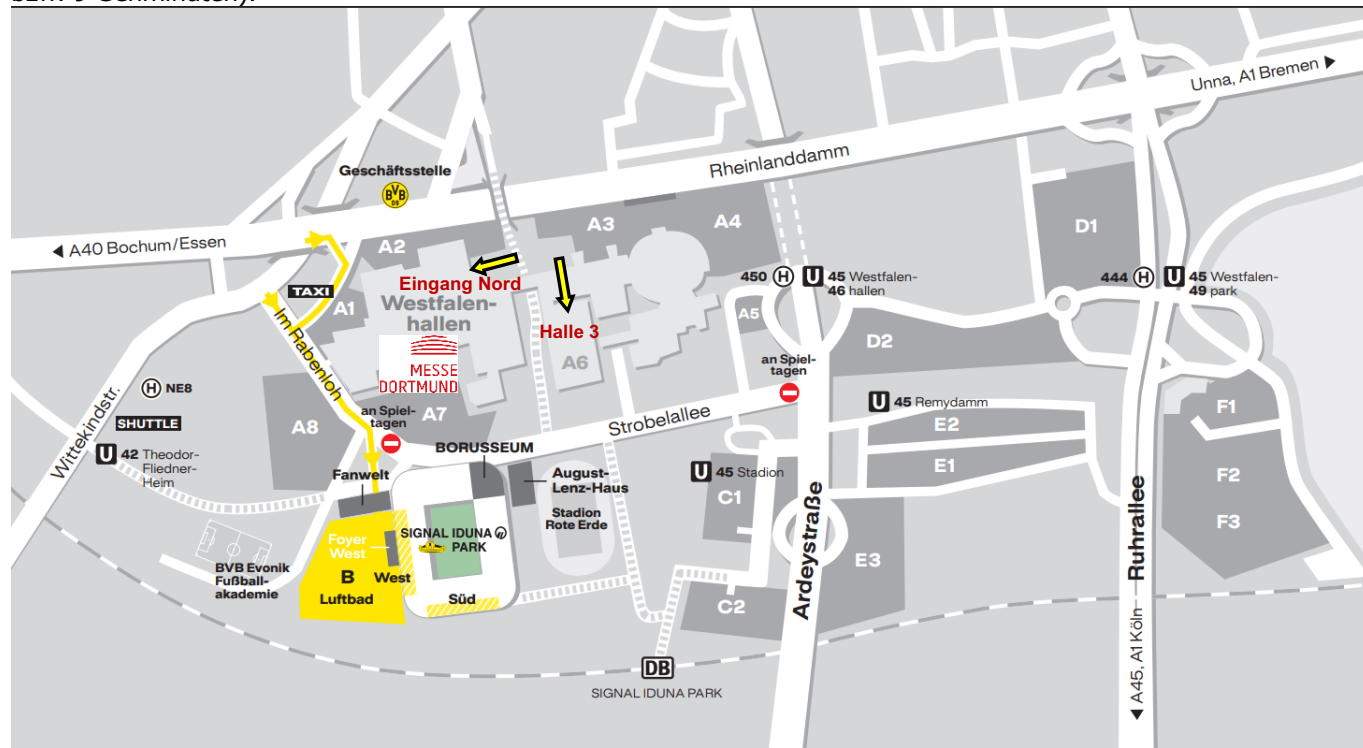 Unna, A1 Bremen ▶
Rheinlanddamm
Geschäftsstelle
BVB
09
◀ A40 Bochum/Essen
A2
A3
A4
D1
Eingang Nord
Westfalen-
hallen
TAXI
A1
450 H U 45 Westfalen-
46 hallen
444 H U 45 Westfalen-
49 park
A5
Halle 3
A6
D2
MESSE
DORTMUND
Im Rabenloh
an Spiel-
tagen
H NE8
SHUTTLE
Wittekindstr.
U 42 Theodor-
Fliedner-
Heim
A8
A7
an Spiel-
tagen
Strobelallee
U 45 Remydamm
E2
E1
F1
F2
F3
BORUSSEUM
Fanwelt
August-
Lenz-Haus
Stadion
Rote Erde
U 45 Stadion
C1
Ardeystraße
Ruhrallee
SIGNAL IDUNA
PARK
Foyer
West
B
West
Luftbad
Süd
BVB Evonik
Fußball-
akademie
E3
C2
◀ A45, A1 Köln
DB
SIGNAL IDUNA PARK